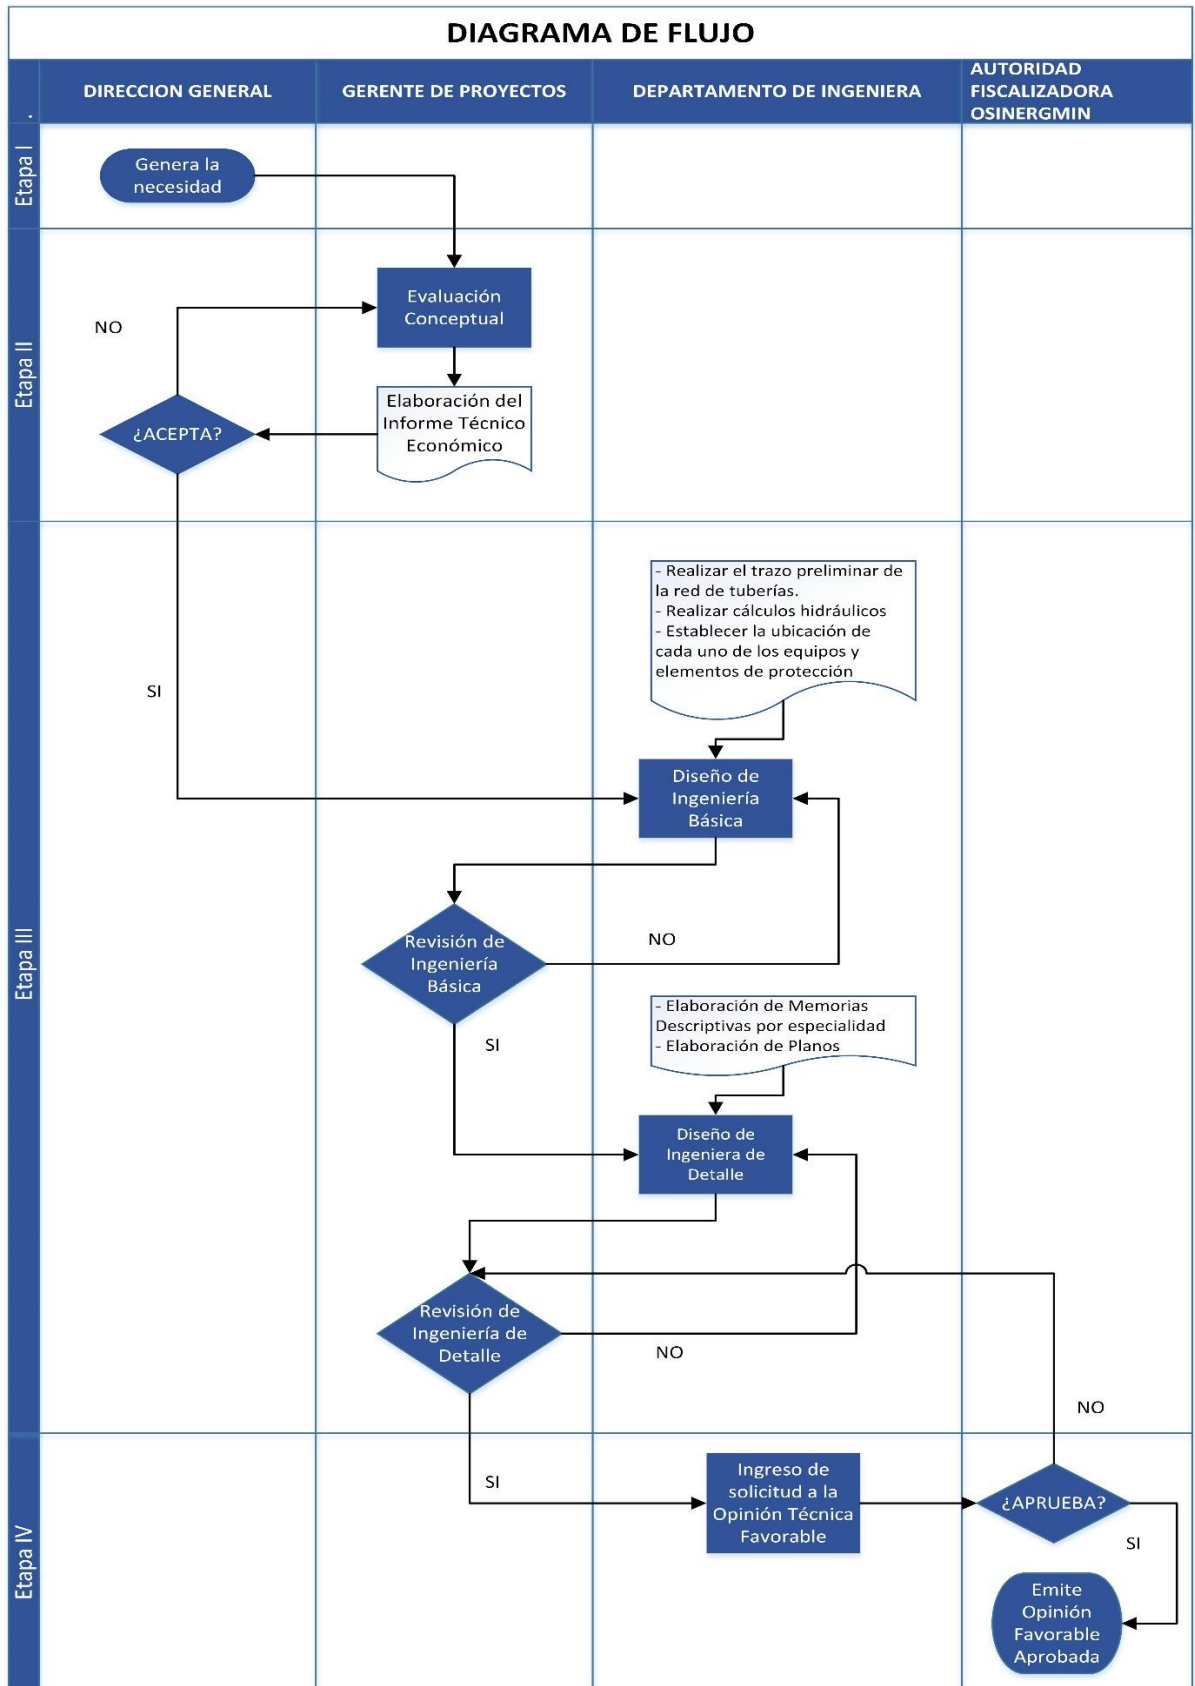 DIAGRAMA DE FLUJO
.
DIRECCION GENERAL
GERENTE DE PROYECTOS
DEPARTAMENTO DE INGENIERA
AUTORIDAD
FISCALIZADORA
OSINERGMIN
Etapa I
Genera la
necesidad
Etapa II
Evaluación
Conceptual
NO
Elaboración del
Informe Técnico
Económico
¿ACEPTA?
Etapa III
- Realizar el trazo preliminar de
la red de tuberías.
- Realizar cálculos hidráulicos
- Establecer la ubicación de
cada uno de los equipos y
elementos de protección
SI
Diseño de
Ingeniería
Básica
Revisión de
Ingeniería
Básica
NO
- Elaboración de Memorias
Descriptivas por especialidad
- Elaboración de Planos
SI
Diseño de
Ingeniera de
Detalle
Revisión de
Ingeniería de
Detalle
NO
NO
Etapa IV
SI
Ingreso de
solicitud a la
Opinión Técnica
Favorable
¿APRUEBA?
SI
Emite
Opinión
Favorable
Aprobada